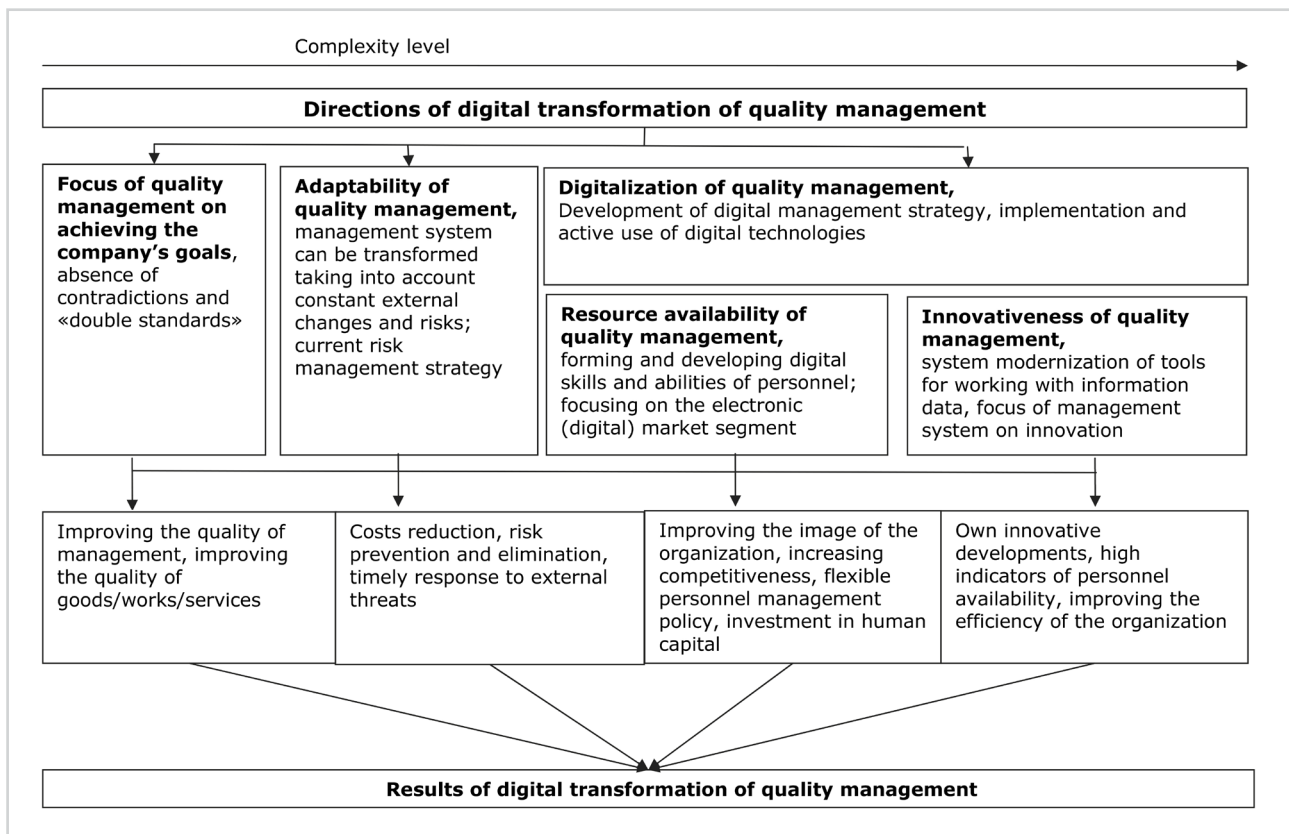 Complexity level
Directions of digital transformation of quality management
Focus of quality
management on
achieving the
company’s goals,
absence of
contradictions and
«double standards»
Adaptability of
quality management,
management system
can be transformed
taking into account
constant external
changes and risks;
current risk
management strategy
Digitalization of quality management,
Development of digital management strategy, implementation and
active use of digital technologies
Resource availability of
quality management,
forming and developing digital
skills and abilities of personnel;
focusing on the electronic
(digital) market segment
Innovativeness of quality
management,
system modernization of tools
for working with information
data, focus of management
system on innovation
Improving the quality of
management, improving
the quality of
goods/works/services
Costs reduction, risk
prevention and elimination,
timely response to external
threats
Improving the image of the
organization, increasing
competitiveness, flexible
personnel management
policy, investment in human
capital
Own innovative
developments, high
indicators of personnel
availability, improving the
efficiency of the organization
Results of digital transformation of quality management